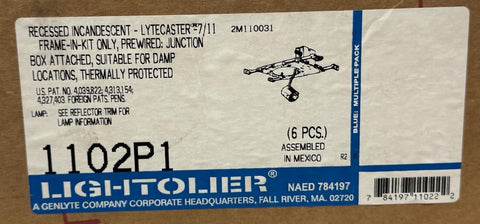 RECESSED INCANDESCENT - LYTECASTER™7/11 2M110031
FRAME-IN-KIT ONLY, PREWIRED: JUNCTION
BOX ATTACHED, SUITABLE FOR DAMP
LOCATIONS, THERMALLY PROTECTED
U.S. PAT. NO. 4,039,822; 4,313,154;
4,327,403 FOREIGN PATS. PENS.
LAMP: SEE REFLECTOR TRIM FOR
LAMP INFORMATION
(6 PCS.)
ASSEMBLED
IN MEXICO R2
BLUE: MULTIPLE PACK
1102P1
LIGHTOLIER® NAED 784197
A GENLYTE COMPANY CORPORATE HEADQUARTERS, FALL RIVER, MA. 02720
7 84197 11022 2